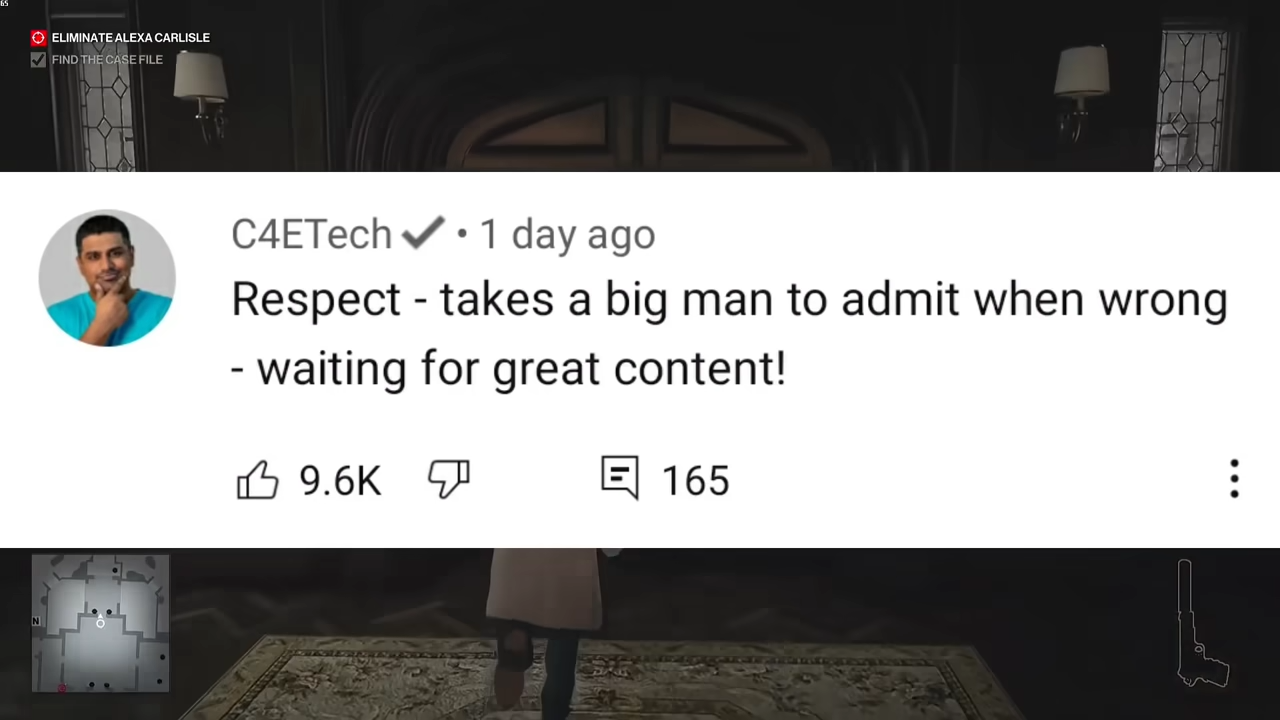 65
ELIMINATE ALEXA CARLISLE
FIND THE CASE FILE
C4ETech ✔ • 1 day ago
Respect - takes a big man to admit when wrong
- waiting for great content!
9.6K 165
N